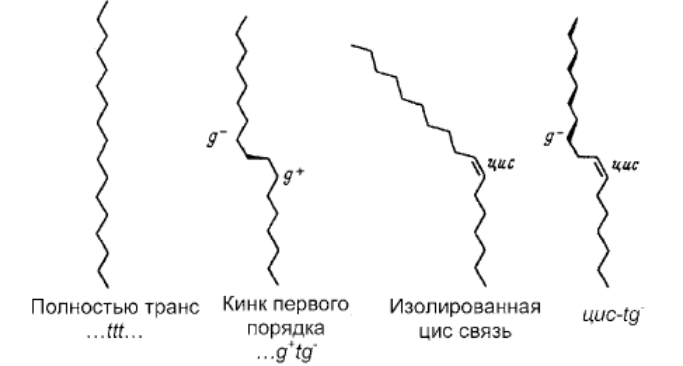 g⁻
g⁺
цис
g⁻
цис
Полностью транс
...ttt...
Кинк первого
порядка
...g⁺tg⁻
Изолированная
цис связь
цис-tg⁻